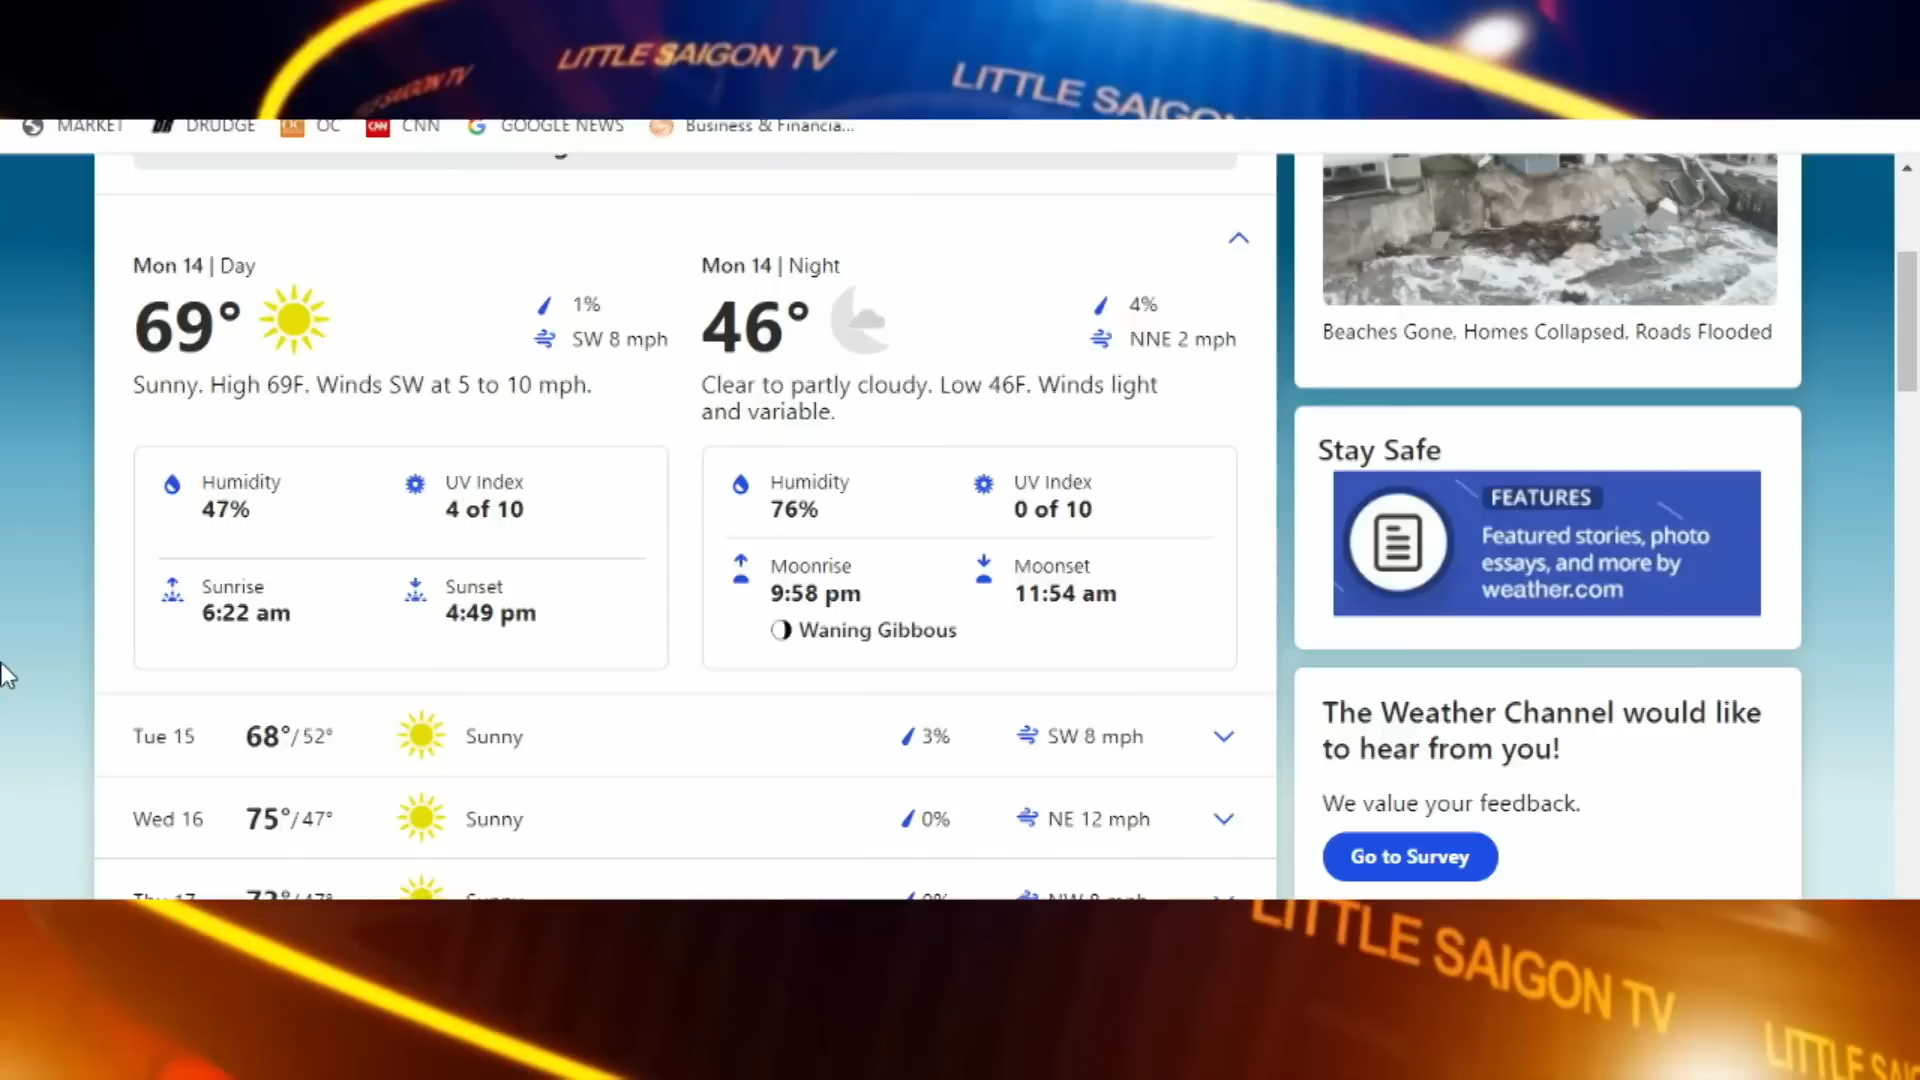 SAIGON TV
LITTLE SAIGON TV
LITTLE SAIGON
MARKET
DRUDGE
OC OC
CNN CNN
GOOGLE NEWS
Business & Financia...
Mon 14 | Day
69°
1%
SW 8 mph
Sunny. High 69F. Winds SW at 5 to 10 mph.
Humidity
47%
UV Index
4 of 10
Sunrise
6:22 am
Sunset
4:49 pm
Mon 14 | Night
46°
4%
NNE 2 mph
Clear to partly cloudy. Low 46F. Winds light
and variable.
Humidity
76%
UV Index
0 of 10
Moonrise
9:58 pm
Waning Gibbous
Moonset
11:54 am
Tue 15 68°/52° Sunny 3% SW 8 mph
Wed 16 75°/47° Sunny 0% NE 12 mph
Beaches Gone, Homes Collapsed, Roads Flooded
Stay Safe
FEATURES
Featured stories, photo
essays, and more by
weather.com
The Weather Channel would like
to hear from you!
We value your feedback.
Go to Survey
LITTLE SAIGON TV
LITTLE